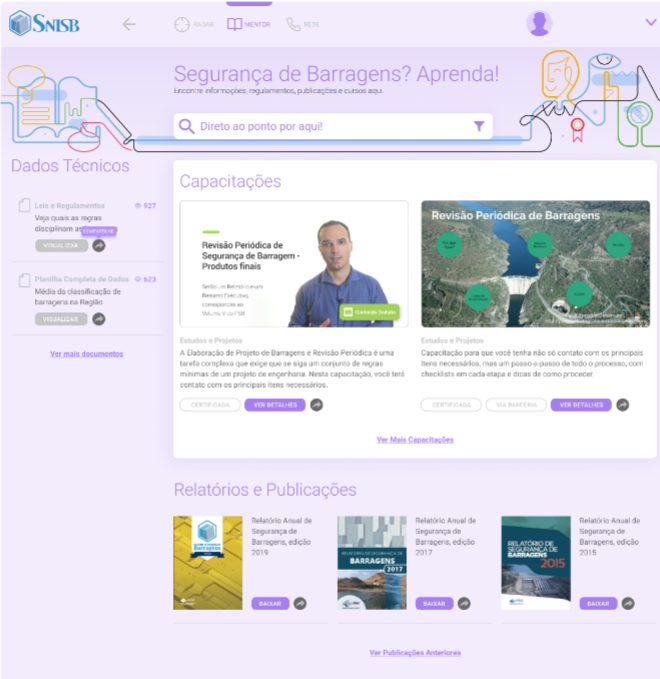 SNISB
RADAR
MENTOR
REDE
Segurança de Barragens? Aprenda!
Encontre informações, regulamentos, publicações e cursos aqui.
Direto ao ponto por aqui!
Dados Técnicos
Leis e Regulamentos 927
Veja quais as regras
disciplinam as
VISUALIZAR
Planilha Completa de Dados 623
Média da classificação de
barragens na Região
VISUALIZAR
Ver mais documentos
Capacitações
Revisão Periódica de
Segurança de Barragem -
Produtos finais
Revisão Periódica de Barragens
Estudos e Projetos
A Elaboração de Projeto de Barragens e Revisão Periódica é uma
tarefa complexa que exige que se siga um conjunto de regras
mínimas de um projeto de engenharia. Nesta capacitação, você terá
contato com os principais itens necessários.
CERTIFICADA
VER DETALHES
Estudos e Projetos
Capacitação para que você tenha não só contato com os principais
itens necessários, mas um passo-a-passo de todo o processo, com
checklists em cada etapa e dicas de como proceder.
CERTIFICADA
VIA PARCERIA
VER DETALHES
Ver Mais Capacitações
Relatórios e Publicações
Barragens
Relatório Anual de
Segurança de
Barragens, edição
2019
BAIXAR
RELATÓRIO DE SEGURANÇA DE
BARRAGENS
2017
Relatório Anual de
Segurança de
Barragens, edição
2017
BAIXAR
RELATÓRIO DE
SEGURANÇA DE
BARRAGENS
2015
Relatório Anual de
Segurança de
Barragens, edição
2015
BAIXAR
Ver Publicações Anteriores